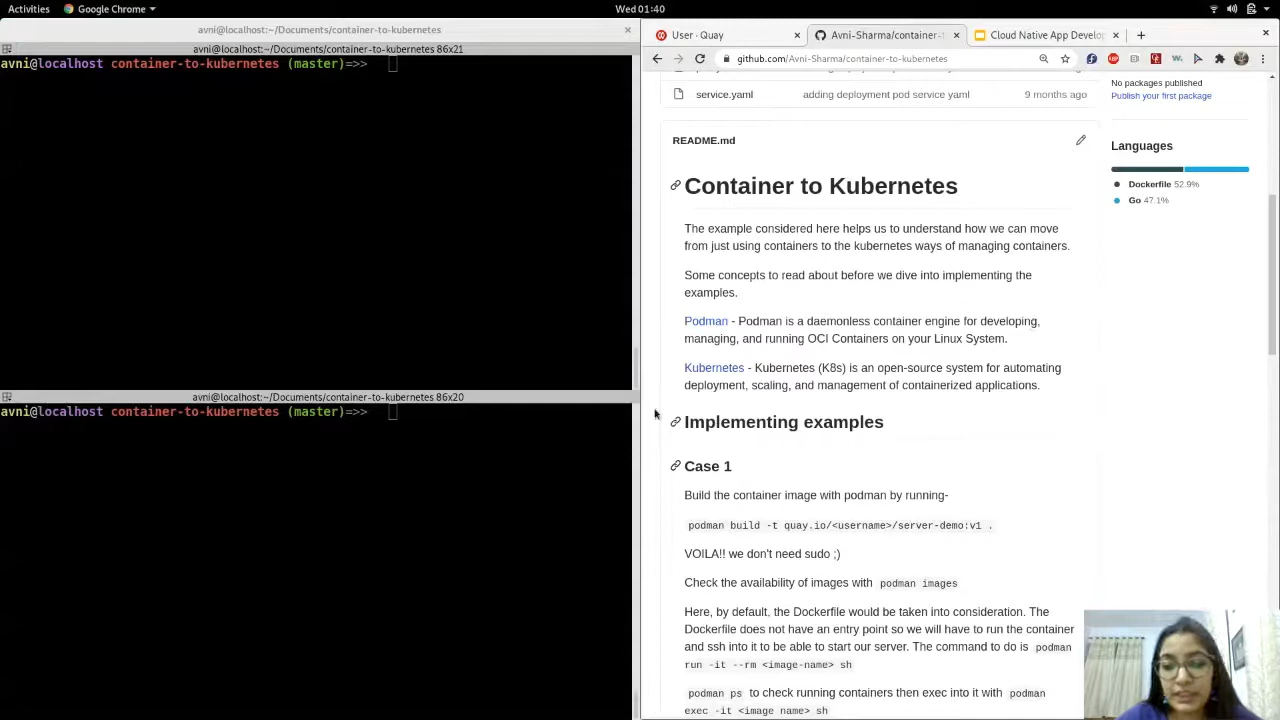 Activities Google Chrome Wed 01:40
avni@localhost:~/Documents/container-to-kubernetes
avni@localhost:~/Documents/container-to-kubernetes 86x21
avni@localhost container-to-kubernetes (master)=>>
avni@localhost:~/Documents/container-to-kubernetes 86x20
avni@localhost container-to-kubernetes (master)=>>
User · Quay
Avni-Sharma/container-t
Cloud Native App Develo
github.com/Avni-Sharma/container-to-kubernetes
service.yaml adding deployment pod service yaml 9 months ago
README.md
Container to Kubernetes
The example considered here helps us to understand how we can move
from just using containers to the kubernetes ways of managing containers.
Some concepts to read about before we dive into implementing the
examples.
Podman - Podman is a daemonless container engine for developing,
managing, and running OCI Containers on your Linux System.
Kubernetes - Kubernetes (K8s) is an open-source system for automating
deployment, scaling, and management of containerized applications.
Implementing examples
Case 1
Build the container image with podman by running-
podman build -t quay.io/<username>/server-demo:v1 .
VOILA!! we don't need sudo ;)
Check the availability of images with podman images
Here, by default, the Dockerfile would be taken into consideration. The
Dockerfile does not have an entry point so we will have to run the container
and ssh into it to be able to start our server. The command to do is podman
run -it --rm <image-name> sh
podman ps to check running containers then exec into it with podman
exec -it <image name> sh
No packages published
Publish your first package
Languages
Dockerfile 52.9%
Go 47.1%